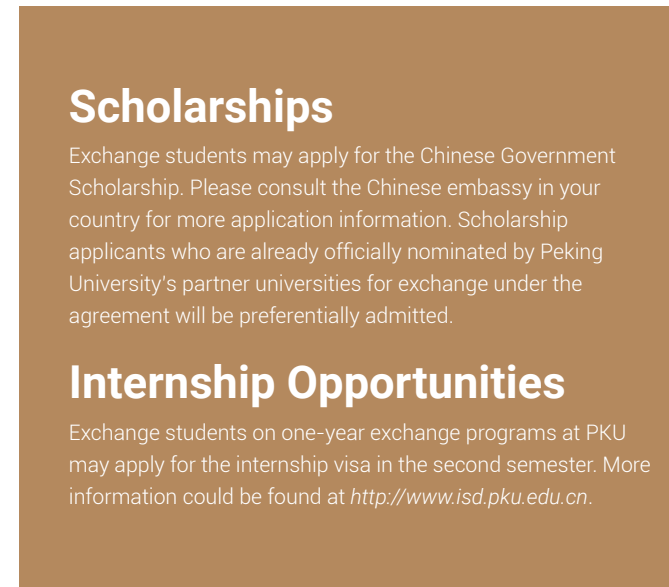 Scholarships
Exchange students may apply for the Chinese Government
Scholarship. Please consult the Chinese embassy in your
country for more application information. Scholarship
applicants who are already officially nominated by Peking
University's partner universities for exchange under the
agreement will be preferentially admitted.
Internship Opportunities
Exchange students on one-year exchange programs at PKU
may apply for the internship visa in the second semester. More
information could be found at http://www.isd.pku.edu.cn.